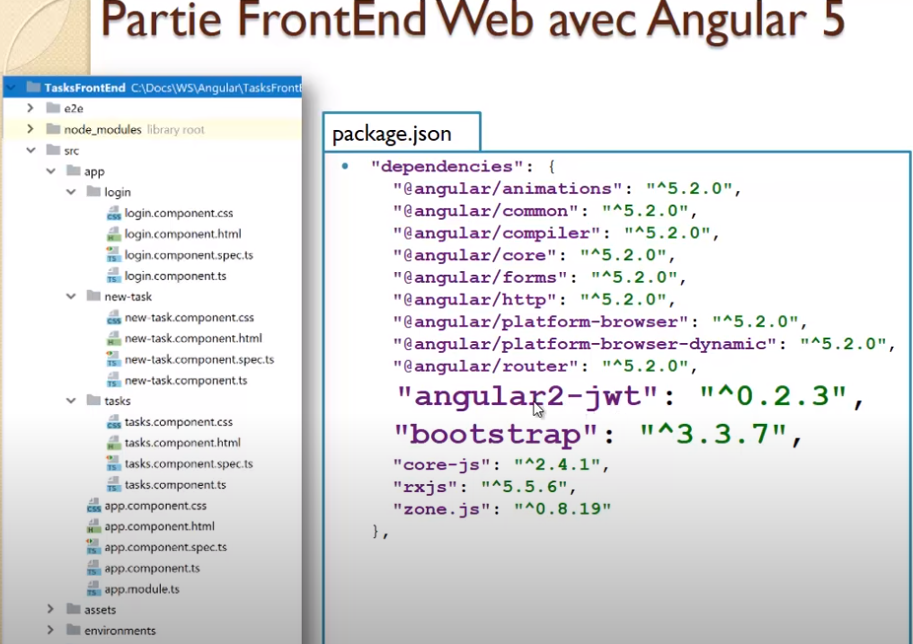 Partie FrontEnd Web avec Angular 5
TasksFrontEnd C:\Docs\WS\Angular\TasksFrontE
e2e
node_modules library root
src
app
login
login.component.css
login.component.html
login.component.spec.ts
login.component.ts
new-task
new-task.component.css
new-task.component.html
new-task.component.spec.ts
new-task.component.ts
tasks
tasks.component.css
tasks.component.html
tasks.component.spec.ts
tasks.component.ts
app.component.css
app.component.html
app.component.spec.ts
app.component.ts
app.module.ts
assets
environments
package.json
• "dependencies": {
"@angular/animations": "^5.2.0",
"@angular/common": "^5.2.0",
"@angular/compiler": "^5.2.0",
"@angular/core": "^5.2.0",
"@angular/forms": "^5.2.0",
"@angular/http": "^5.2.0",
"@angular/platform-browser": "^5.2.0",
"@angular/platform-browser-dynamic": "^5.2.0",
"@angular/router": "^5.2.0",
"angular2-jwt": "^0.2.3",
"bootstrap": "^3.3.7",
"core-js": "^2.4.1",
"rxjs": "^5.5.6",
"zone.js": "^0.8.19"
},